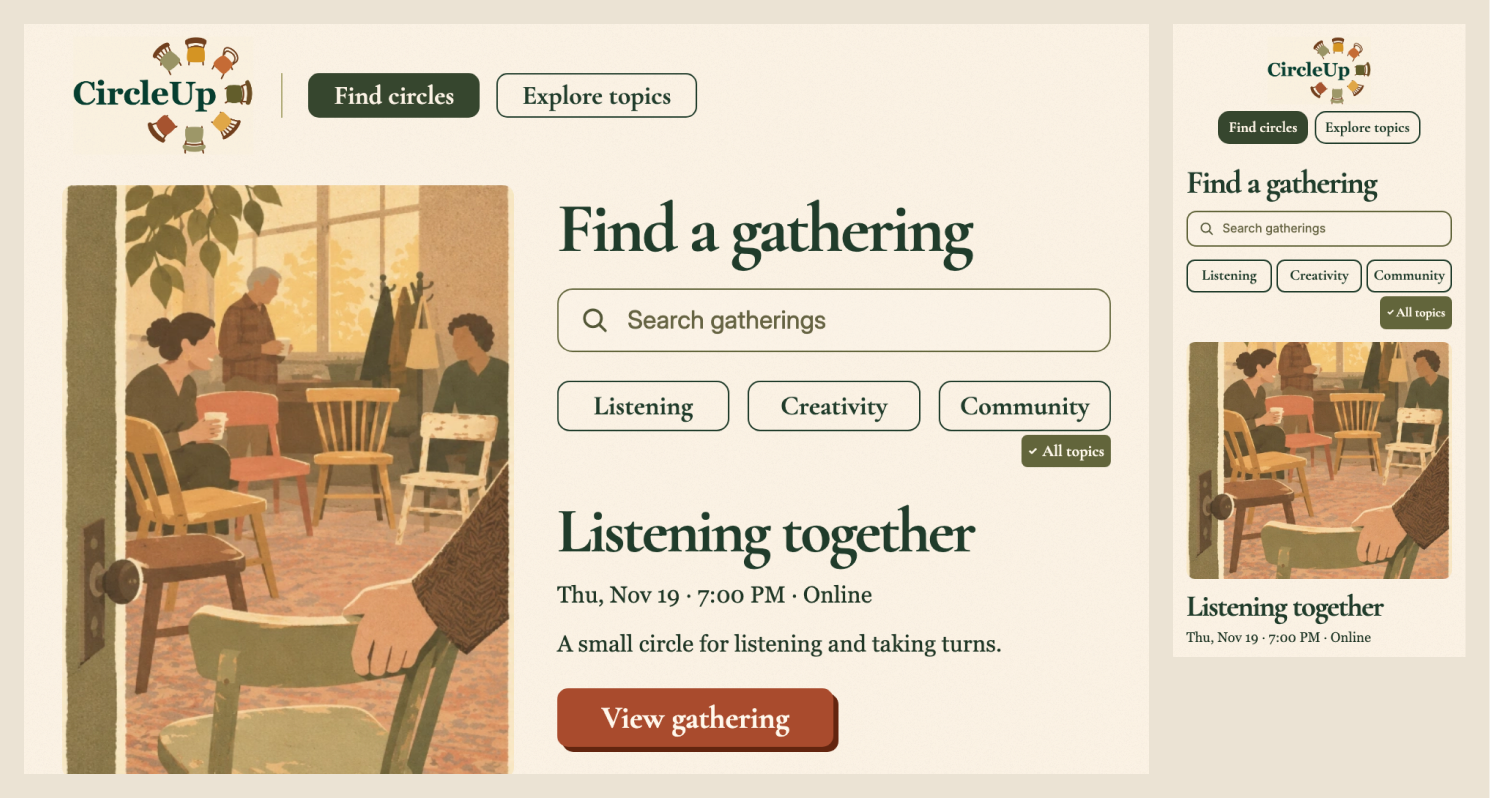 CircleUp
Find circles
Explore topics
Find a gathering
Search gatherings
Listening
Creativity
Community
✓ All topics
Listening together
Thu, Nov 19 · 7:00 PM · Online
A small circle for listening and taking turns.
View gathering
CircleUp
Find circles
Explore topics
Find a gathering
Search gatherings
Listening
Creativity
Community
✓ All topics
Listening together
Thu, Nov 19 · 7:00 PM · Online